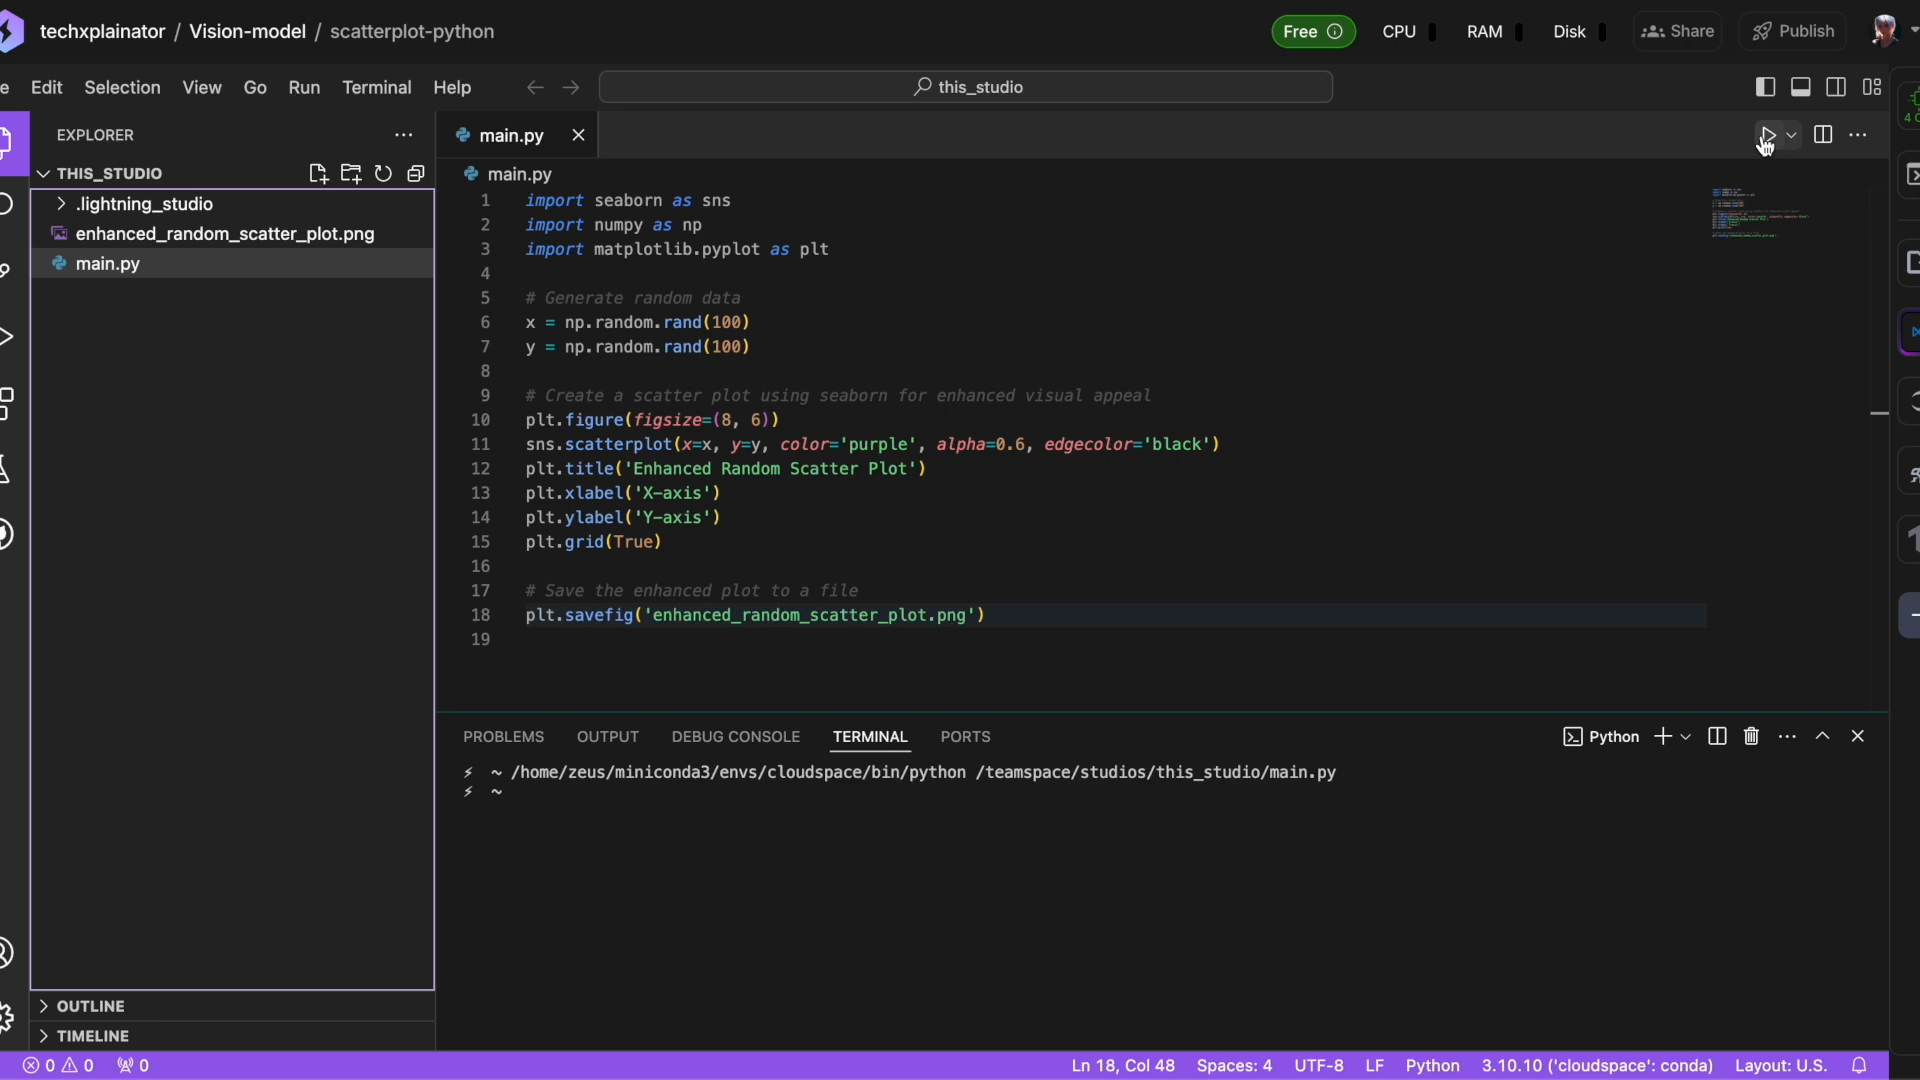 techxplainator / Vision-model / scatterplot-python
Free
CPU
RAM
Disk
Share
Publish
e Edit Selection View Go Run Terminal Help
this_studio
EXPLORER
THIS_STUDIO
.lightning_studio
enhanced_random_scatter_plot.png
main.py
main.py
main.py
1 import seaborn as sns
2 import numpy as np
3 import matplotlib.pyplot as plt
4
5 # Generate random data
6 x = np.random.rand(100)
7 y = np.random.rand(100)
8
9 # Create a scatter plot using seaborn for enhanced visual appeal
10 plt.figure(figsize=(8, 6))
11 sns.scatterplot(x=x, y=y, color='purple', alpha=0.6, edgecolor='black')
12 plt.title('Enhanced Random Scatter Plot')
13 plt.xlabel('X-axis')
14 plt.ylabel('Y-axis')
15 plt.grid(True)
16
17 # Save the enhanced plot to a file
18 plt.savefig('enhanced_random_scatter_plot.png')
19
PROBLEMS OUTPUT DEBUG CONSOLE TERMINAL PORTS
Python
~ /home/zeus/miniconda3/envs/cloudspace/bin/python /teamspace/studios/this_studio/main.py
~
OUTLINE
TIMELINE
0 0 0
Ln 18, Col 48 Spaces: 4 UTF-8 LF Python 3.10.10 ('cloudspace': conda) Layout: U.S.